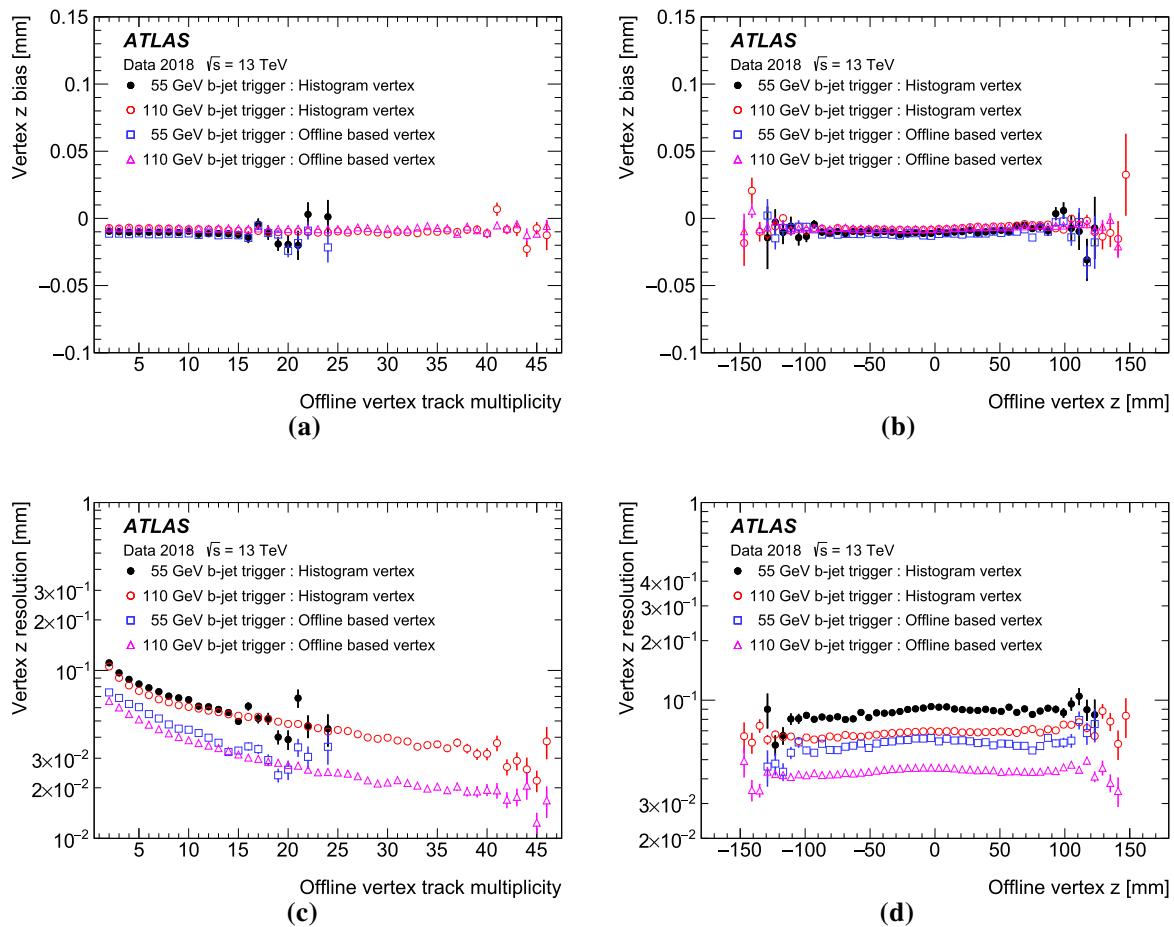 ATLAS
Data 2018 √s = 13 TeV
55 GeV b-jet trigger : Histogram vertex
110 GeV b-jet trigger : Histogram vertex
55 GeV b-jet trigger : Offline based vertex
110 GeV b-jet trigger : Offline based vertex
Vertex z bias [mm]
0.15
0.1
0.05
0
−0.05
−0.1
5 10 15 20 25 30 35 40 45
Offline vertex track multiplicity
(a)
ATLAS
Data 2018 √s = 13 TeV
55 GeV b-jet trigger : Histogram vertex
110 GeV b-jet trigger : Histogram vertex
55 GeV b-jet trigger : Offline based vertex
110 GeV b-jet trigger : Offline based vertex
Vertex z bias [mm]
0.15
0.1
0.05
0
−0.05
−0.1
−150 −100 −50 0 50 100 150
Offline vertex z [mm]
(b)
ATLAS
Data 2018 √s = 13 TeV
55 GeV b-jet trigger : Histogram vertex
110 GeV b-jet trigger : Histogram vertex
55 GeV b-jet trigger : Offline based vertex
110 GeV b-jet trigger : Offline based vertex
Vertex z resolution [mm]
1
3×10⁻¹
2×10⁻¹
10⁻¹
3×10⁻²
2×10⁻²
10⁻²
5 10 15 20 25 30 35 40 45
Offline vertex track multiplicity
(c)
ATLAS
Data 2018 √s = 13 TeV
55 GeV b-jet trigger : Histogram vertex
110 GeV b-jet trigger : Histogram vertex
55 GeV b-jet trigger : Offline based vertex
110 GeV b-jet trigger : Offline based vertex
Vertex z resolution [mm]
1
4×10⁻¹
3×10⁻¹
2×10⁻¹
10⁻¹
3×10⁻²
2×10⁻²
−150 −100 −50 0 50 100 150
Offline vertex z [mm]
(d)